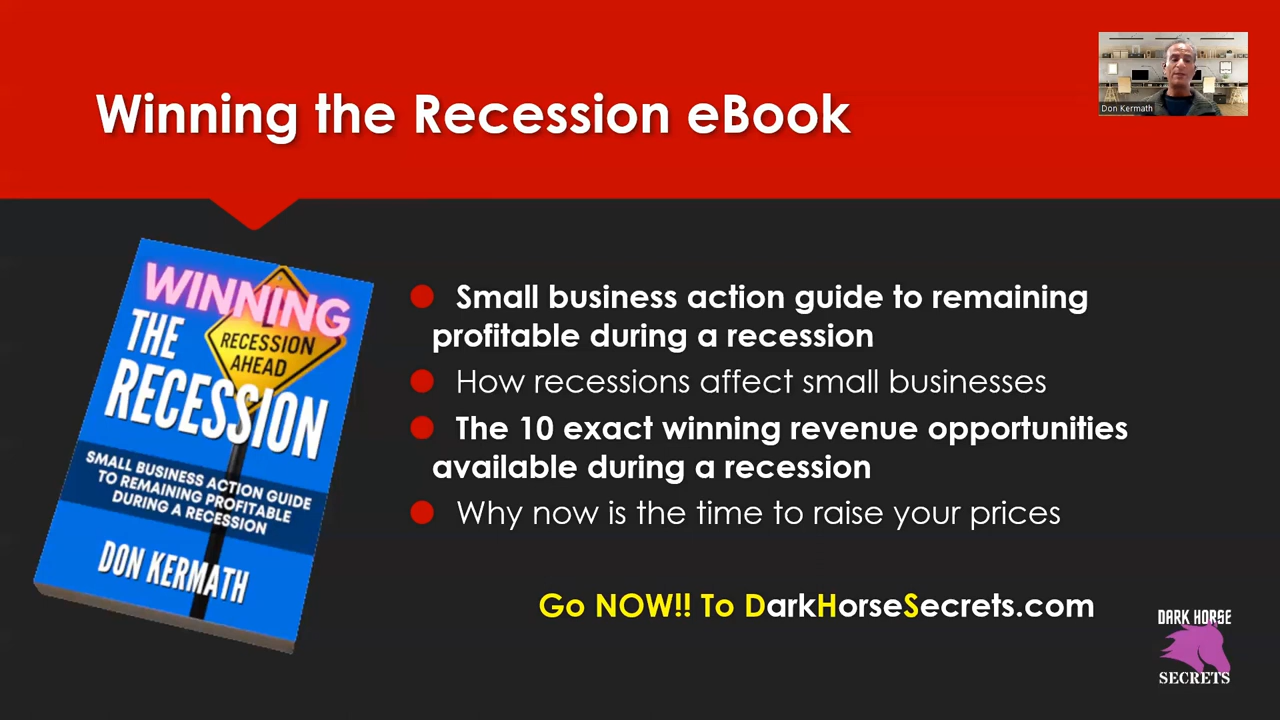 Winning the Recession eBook
Don Kermath
WINNING
THE
RECESSION
RECESSION
AHEAD
SMALL BUSINESS ACTION GUIDE
TO REMAINING PROFITABLE
DURING A RECESSION
DON KERMATH
Small business action guide to remaining
profitable during a recession
How recessions affect small businesses
The 10 exact winning revenue opportunities
available during a recession
Why now is the time to raise your prices
Go NOW!! To DarkHorseSecrets.com
DARK HORSE
SECRETS